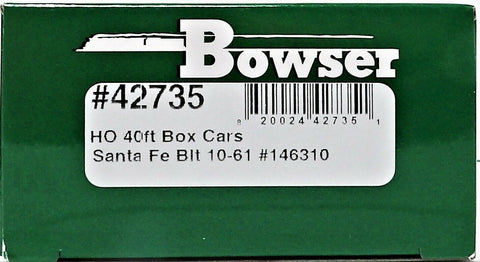 Bowser
#42735
8 20024 42735 1
HO 40ft Box Cars
Santa Fe Blt 10-61 #146310